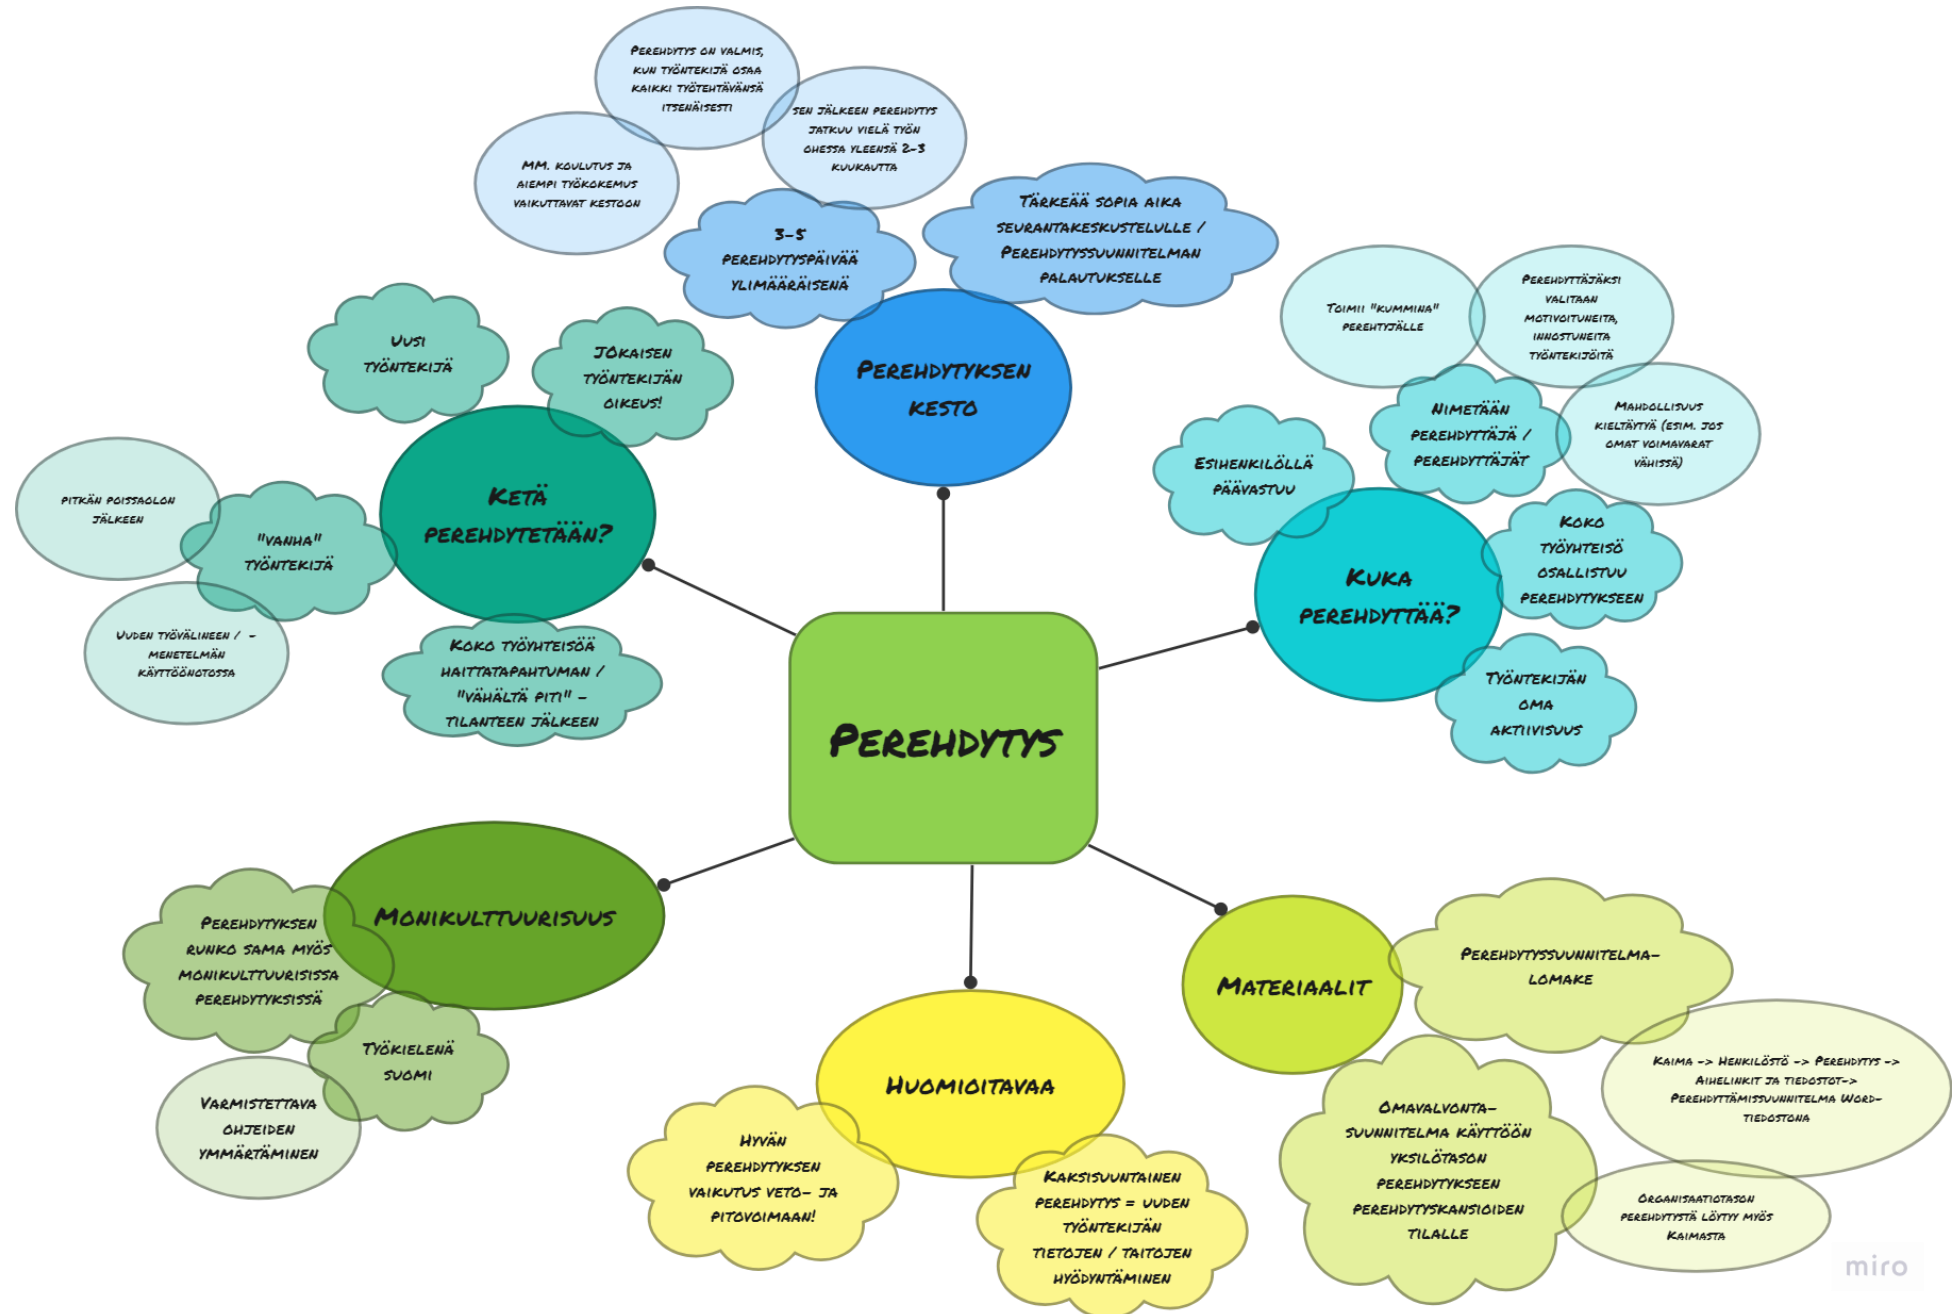 Perehdytys on valmis,
kun työntekijä osaa
kaikki työtehtävänsä
itsenäisesti
sen jälkeen perehdytys
jatkuu vielä työn
ohessa yleensä 2-3
kuukautta
MM. koulutus ja
aiempi työkokemus
vaikuttavat kestoon
3-5
perehdytyspäivää
ylimääräisenä
Tärkeää sopia aika
seurantakeskustelulle /
Perehdytyssuunnitelman
palautukselle
Perehdytyksen
kesto
Uusi
työntekijä
JOkaisen
työntekijän
oikeus!
Ketä
perehdytetään?
pitkän poissaolon
jälkeen
"vanha"
työntekijä
Uuden työvälineen / -
menetelmän
käyttöönotossa
Koko työyhteisöä
haittatapahtuman /
"vähältä piti" -
tilanteen jälkeen
Toimii "kummina"
perehtyjälle
Perehdyttäjäksi
valitaan
motivoituneita,
innostuneita
työntekijöitä
Mahdollisuus
kieltäytyä (esim. jos
omat voimavarat
vähissä)
Nimetään
perehdyttäjä /
perehdyttäjät
Esihenkilöllä
päävastuu
Kuka
perehdyttää?
Koko
työyhteisö
osallistuu
perehdytykseen
Työntekijän
oma
aktiivisuus
Perehdytys
Monikulttuurisuus
Perehdytyksen
runko sama myös
monikulttuurisissa
perehdytyksissä
Työkielenä
suomi
Varmistettava
ohjeiden
ymmärtäminen
Huomioitavaa
Hyvän
perehdytyksen
vaikutus veto- ja
pitovoimaan!
Kaksisuuntainen
perehdytys = uuden
työntekijän
tietojen / taitojen
hyödyntäminen
Materiaalit
Perehdytyssuunnitelma-
lomake
Kaima -> Henkilöstö -> Perehdytys ->
Aihelinkit ja tiedostot->
Perehdyttämissuunnitelma Word-
tiedostona
Omavalvonta-
suunnitelma käyttöön
yksilötason
perehdytykseen
perehdytyskansioiden
tilalle
Organisaatiotason
perehdytystä löytyy myös
Kaimasta
miro